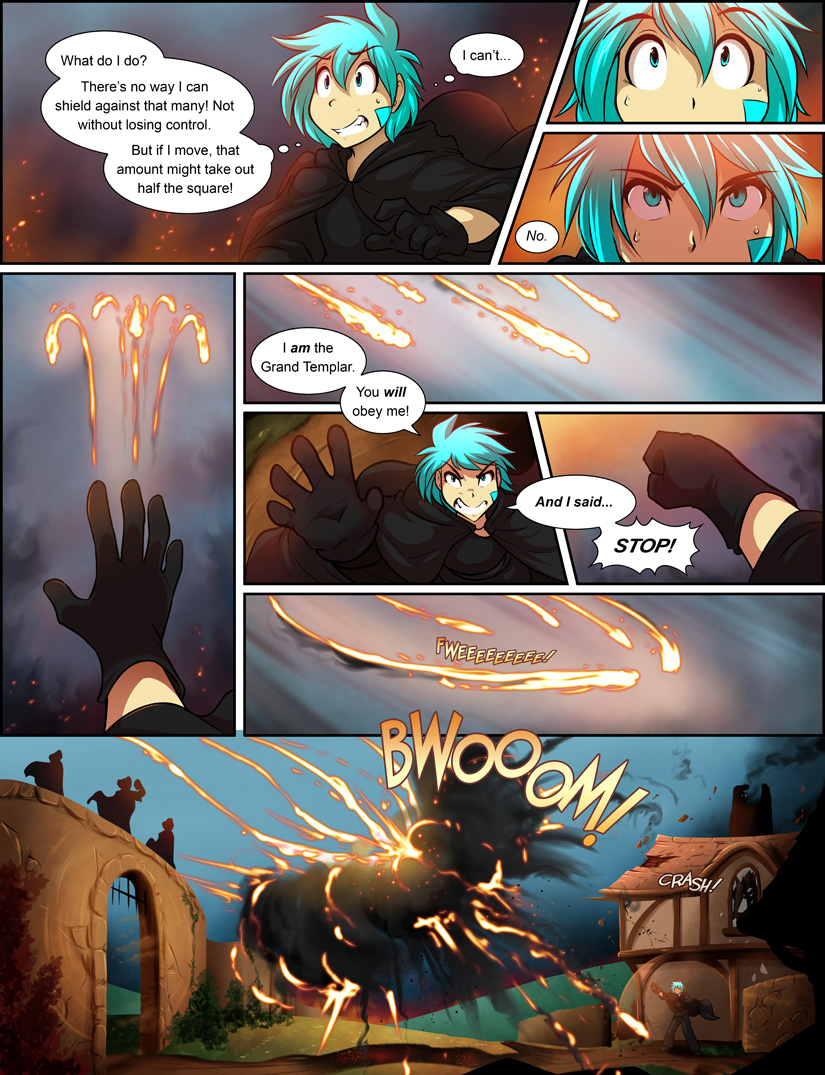 What do I do?
There's no way I can
shield against that many! Not
without losing control.
But if I move, that
amount might take out
half the square!
I can't...
No.
I am the
Grand Templar.
You will
obey me!
And I said...
STOP!
FWEEEEEEEEE!
BWOOOOM!
CRASH!